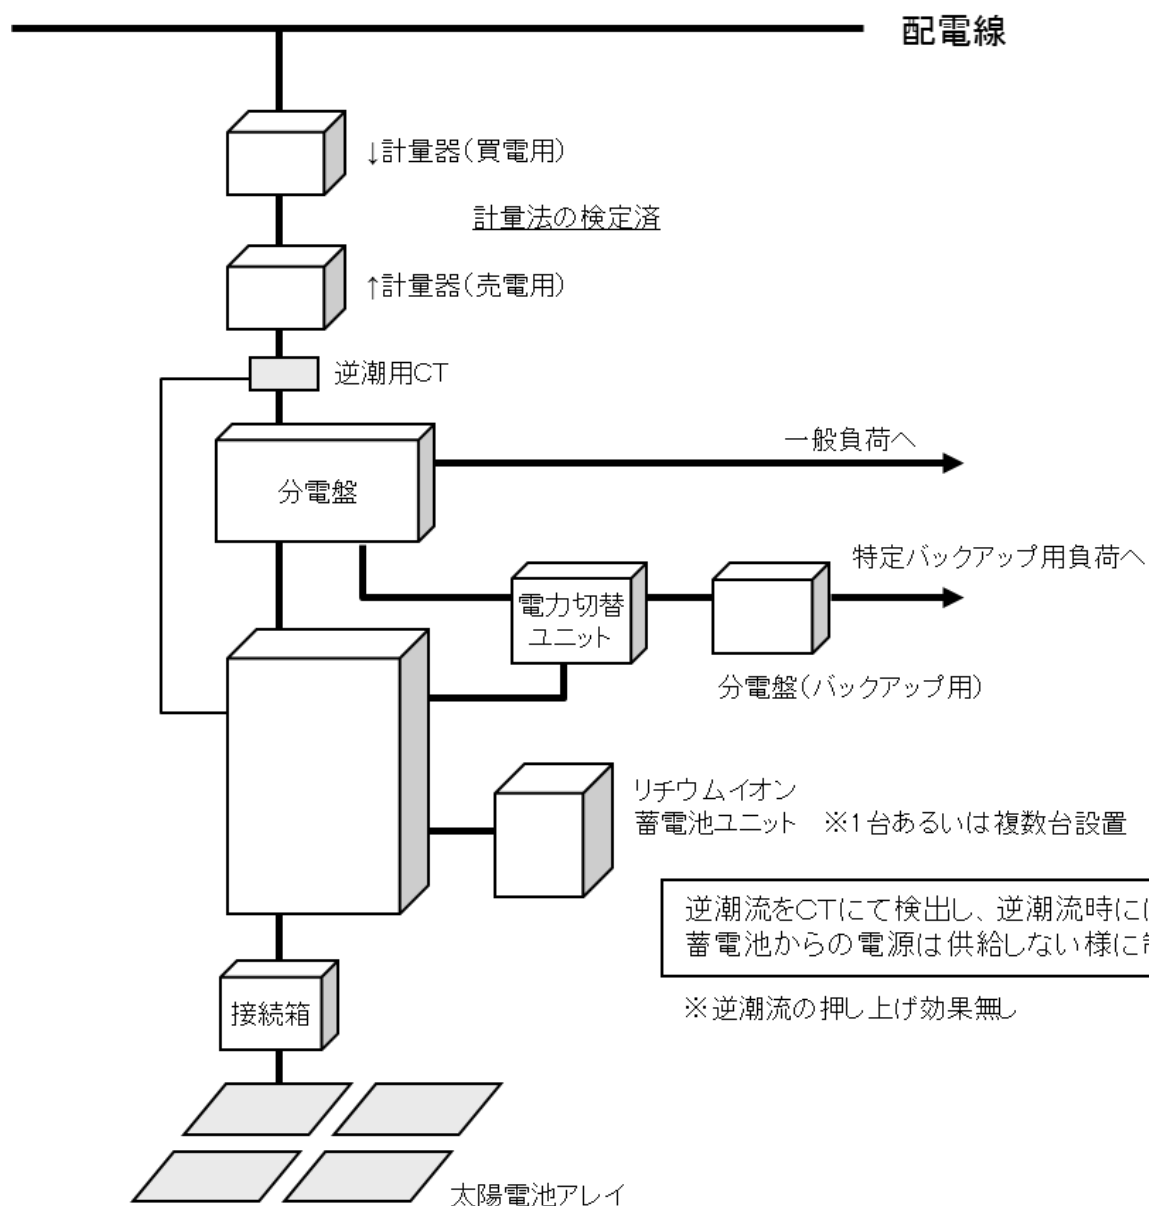 配電線
↓計量器(買電用)
計量法の検定済
↑計量器(売電用)
逆潮用CT
一般負荷へ
分電盤
特定バックアップ用負荷へ
電力切替
ユニット
分電盤(バックアップ用)
リチウムイオン
蓄電池ユニット ※1台あるいは複数台設置
逆潮流をCTにて検出し、逆潮流時に
蓄電池からの電源は供給しない様に
接続箱
※逆潮流の押し上げ効果無し
太陽電池アレイ